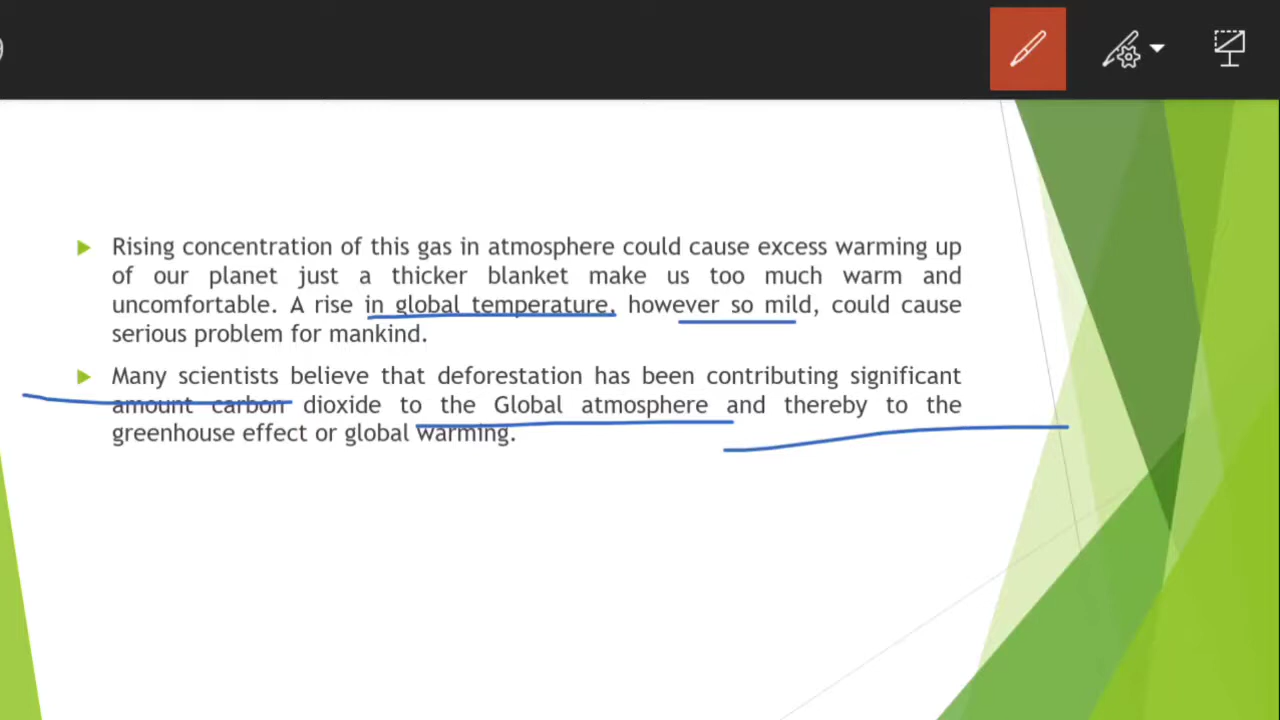 Rising concentration of this gas in atmosphere could cause excess warming up
of our planet just a thicker blanket make us too much warm and
uncomfortable. A rise in global temperature, however so mild, could cause
serious problem for mankind.
Many scientists believe that deforestation has been contributing significant
amount carbon dioxide to the Global atmosphere and thereby to the
greenhouse effect or global warming.